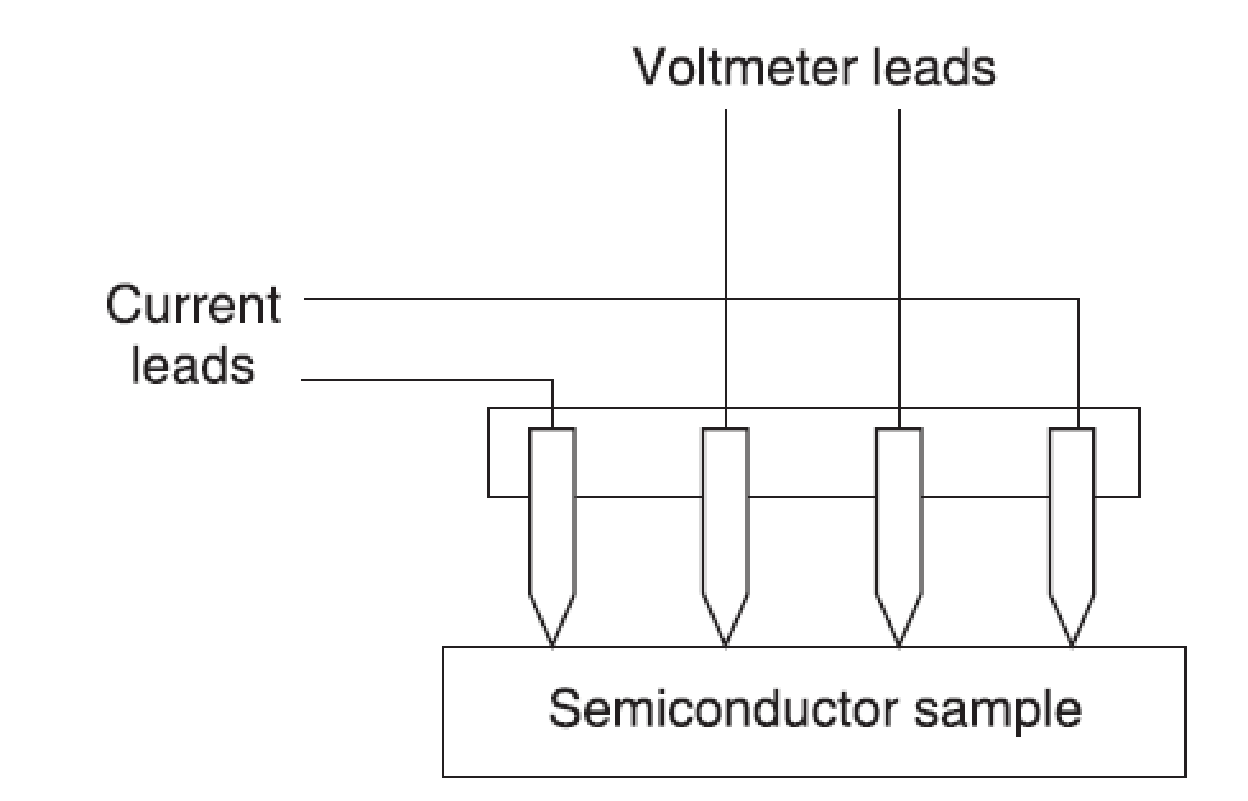 Voltmeter leads
Current
leads
Semiconductor sample